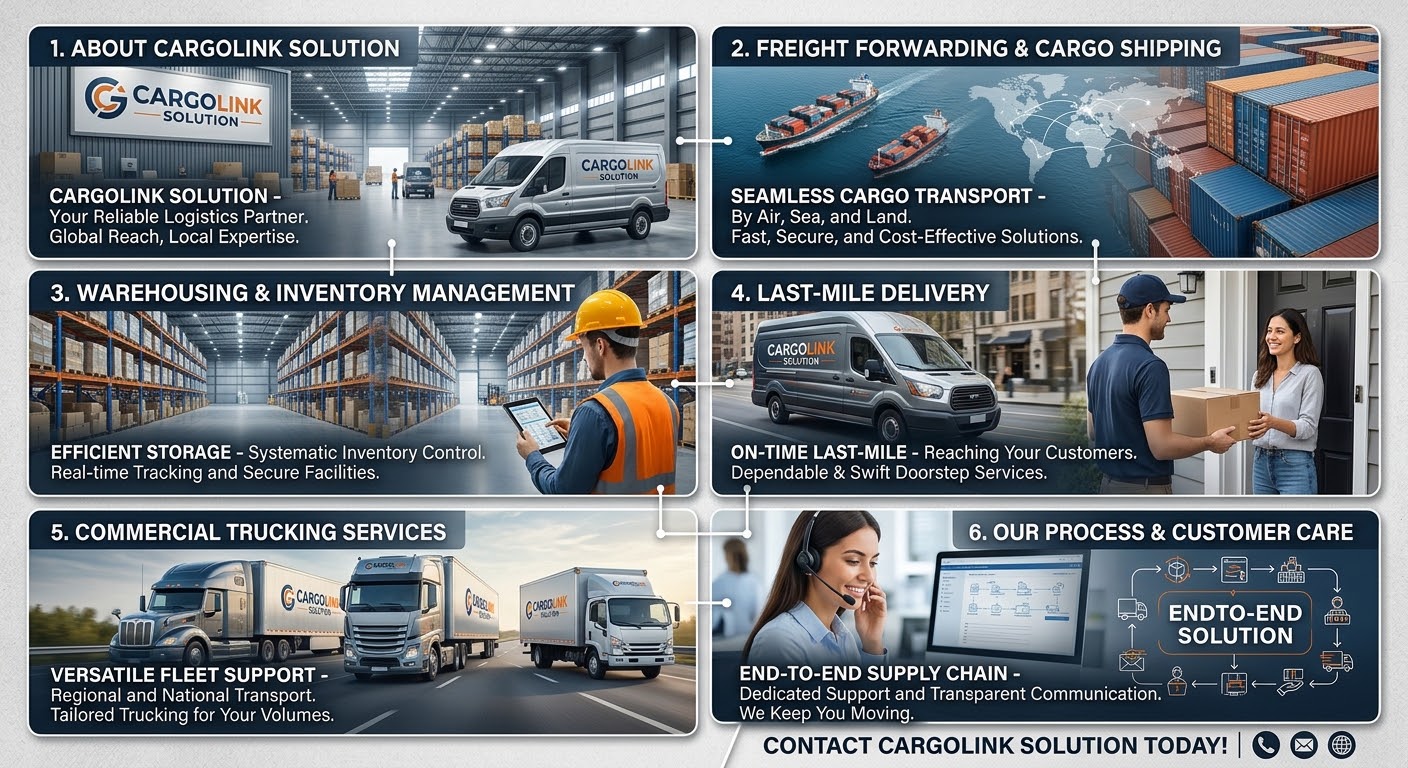 1. ABOUT CARGOLINK SOLUTION
CARGOLINK
SOLUTION
CARGOLINK
SOLUTION
CARGOLINK SOLUTION -
Your Reliable Logistics Partner.
Global Reach, Local Expertise.
2. FREIGHT FORWARDING & CARGO SHIPPING
SEAMLESS CARGO TRANSPORT -
By Air, Sea, and Land.
Fast, Secure, and Cost-Effective Solutions.
3. WAREHOUSING & INVENTORY MANAGEMENT
EFFICIENT STORAGE - Systematic Inventory Control.
Real-time Tracking and Secure Facilities.
4. LAST-MILE DELIVERY
CARGOLINK
SOLUTION
ON-TIME LAST-MILE - Reaching Your Customers.
Dependable & Swift Doorstep Services.
5. COMMERCIAL TRUCKING SERVICES
CARGOLINK
SOLUTION
CARGOLINK
VERSATILE FLEET SUPPORT -
Regional and National Transport.
Tailored Trucking for Your Volumes.
6. OUR PROCESS & CUSTOMER CARE
ENDTO-END
SOLUTION
END-TO-END SUPPLY CHAIN -
Dedicated Support and Transparent Communication.
We Keep You Moving.
CONTACT CARGOLINK SOLUTION TODAY!